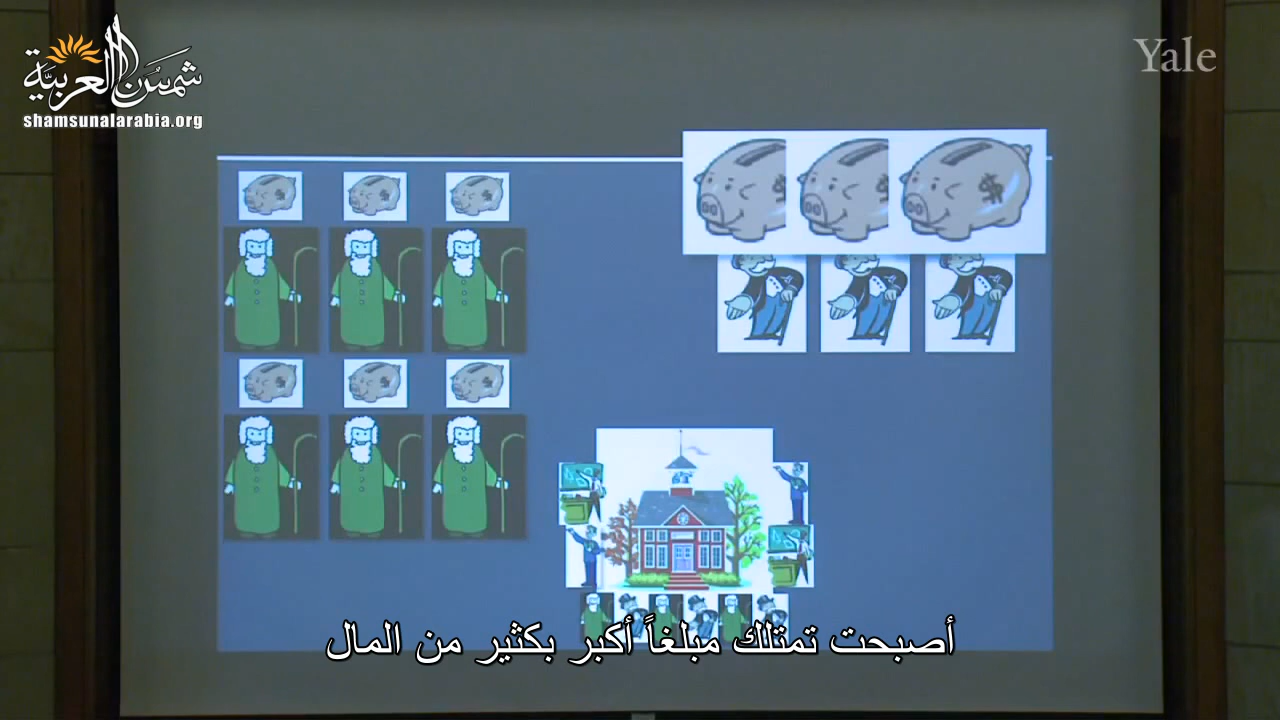 شمس العربية
shamsunalarabia.org
Yale
أصبحت تمتلك مبلغاً أكبر بكثير من المال